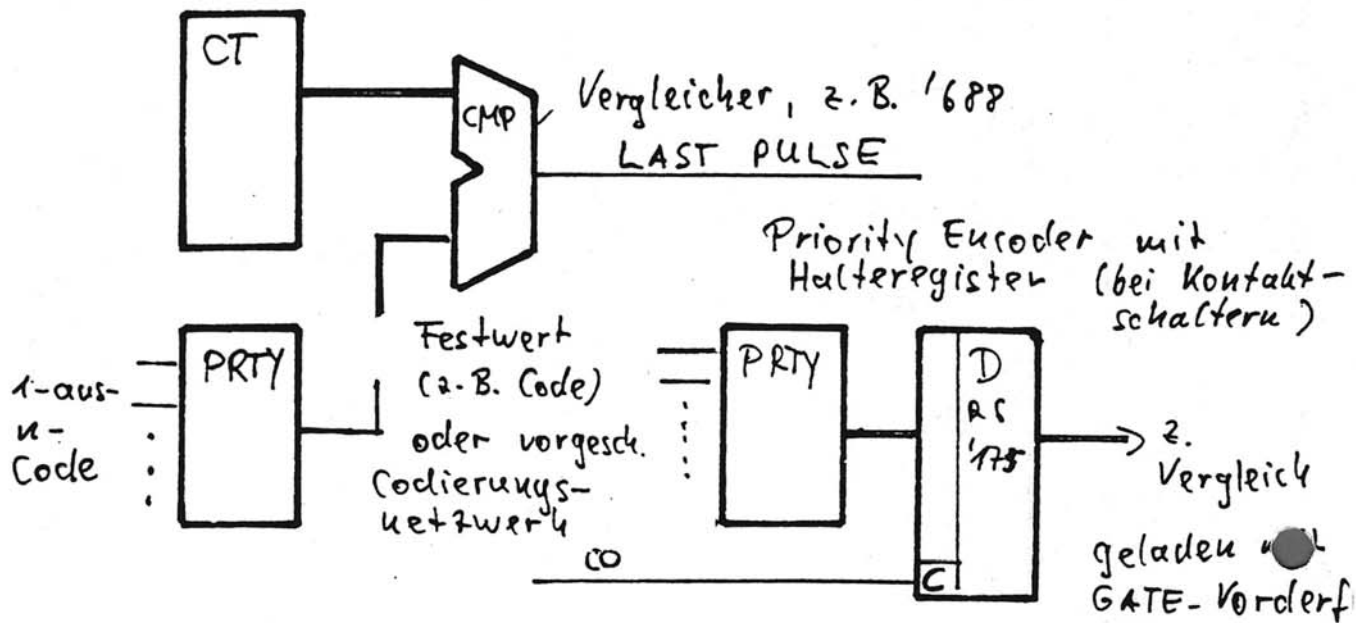 CT
CMP
Vergleicher, z.B. '688
LAST PULSE
Priority Encoder mit
Halteregister (bei Kontakt-
schaltern)
1-aus-
n-
Code
PRTY
Festwert
(z.B. Code)
oder vorgesch.
Codierungs-
netzwerk
PRTY
D
'175
C
CO
z.
Vergleich
geladen
GATE-Vorderf